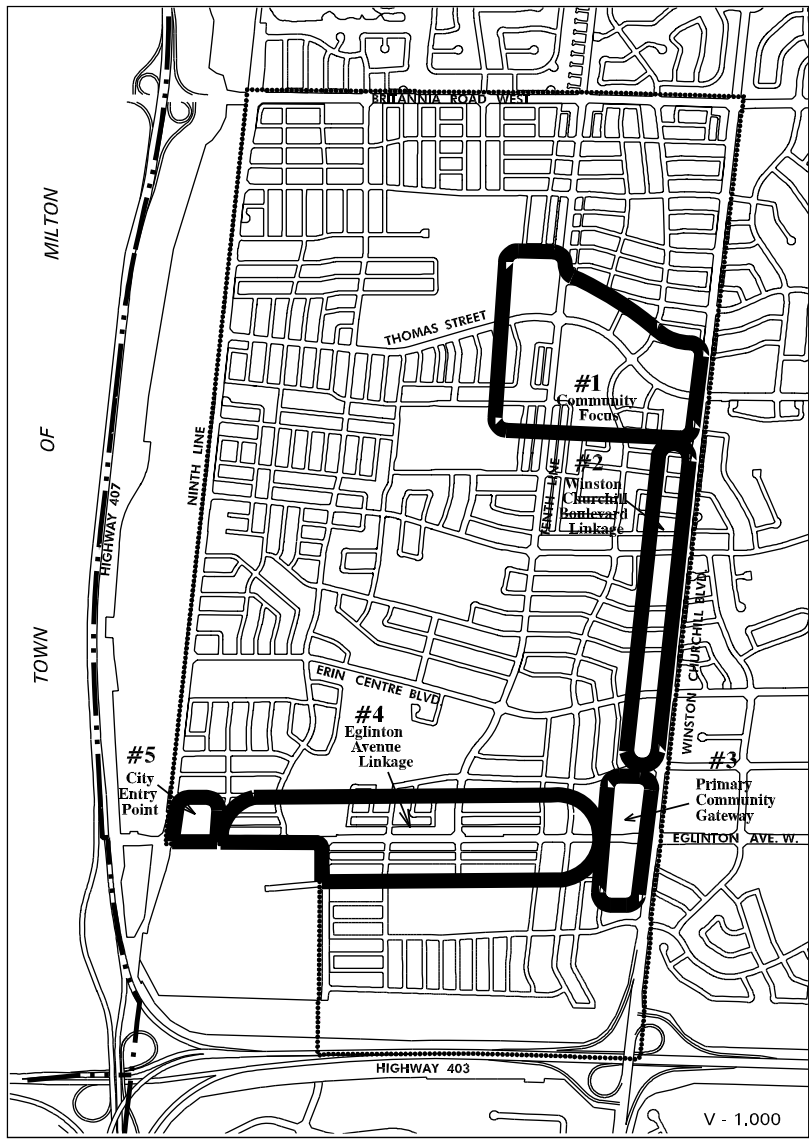 BRITANNIA ROAD WEST
MILTON
THOMAS STREET
#1
Community
Focus
OF
NINTH LINE
#2
Winston
Churchill
Boulevard
Linkage
TENTH LINE
HIGHWAY 407
WINSTON CHURCHILL BLVD.
TOWN
ERIN CENTRE BLVD
#4
Eglinton
Avenue
Linkage
#5
City
Entry
Point
#3
Primary
Community
Gateway
EGLINTON AVE. W.
HIGHWAY 403
V - 1.000